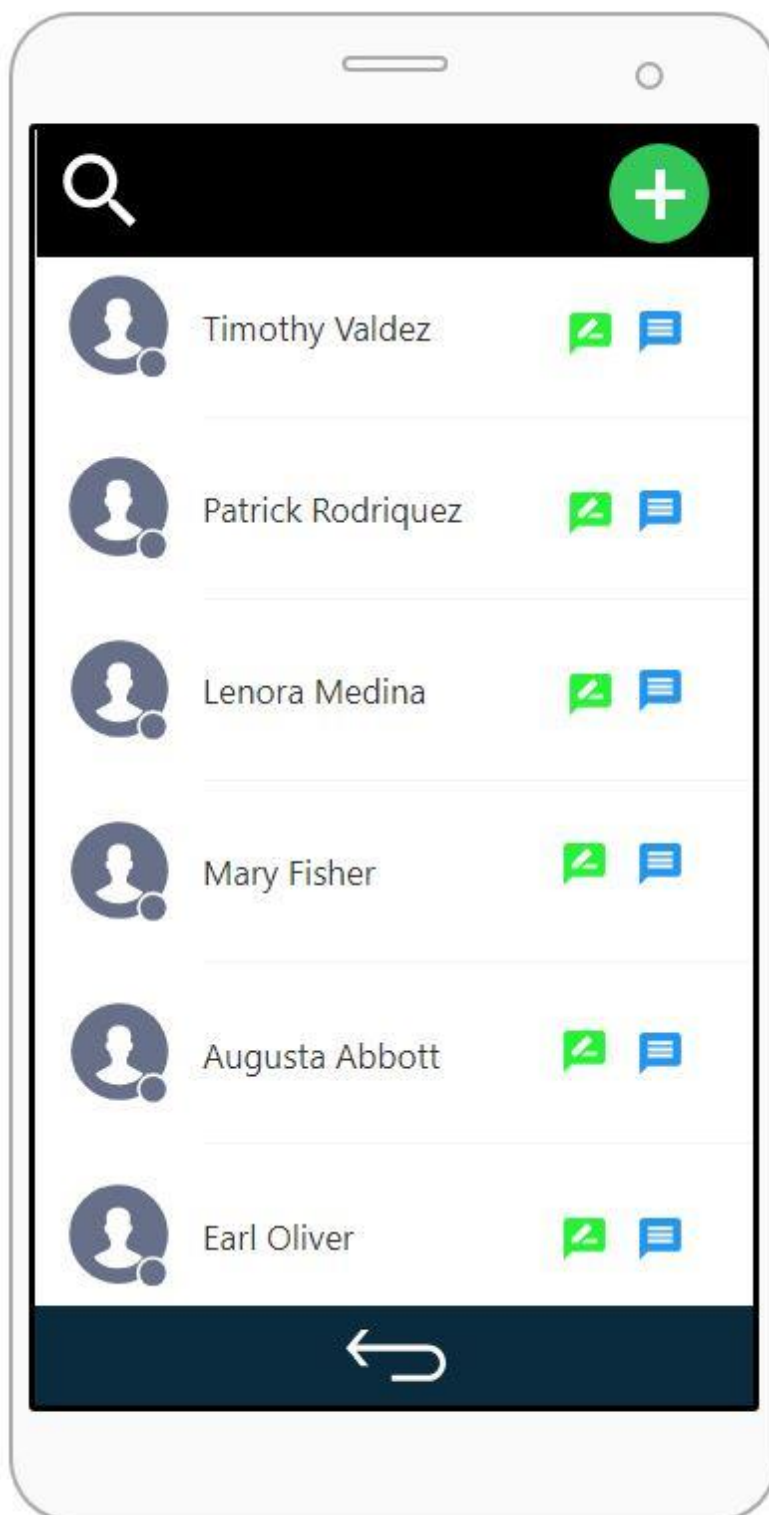 Timothy Valdez
Patrick Rodriquez
Lenora Medina
Mary Fisher
Augusta Abbott
Earl Oliver